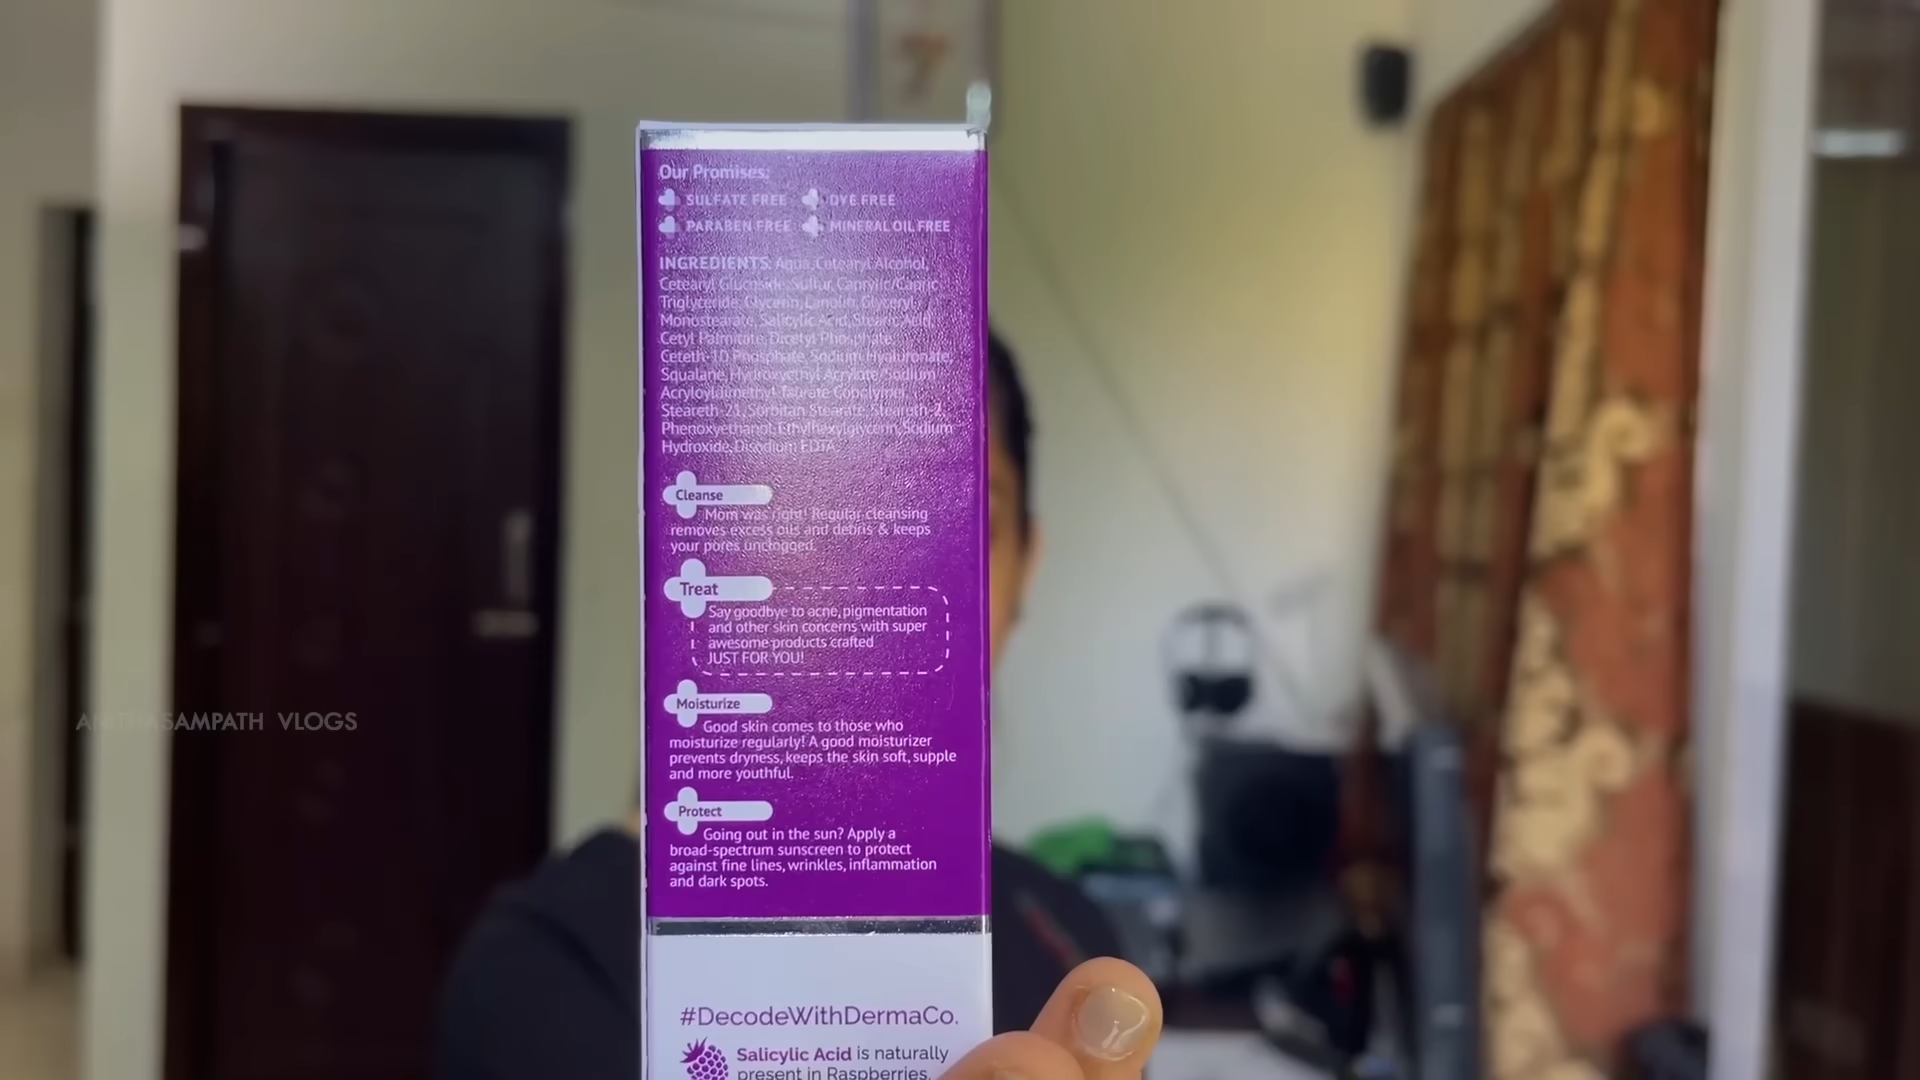 Our Promises:
SULFATE FREE DYE FREE
PARABEN FREE MINERAL OIL FREE
INGREDIENTS: Aqua, Cetearyl Alcohol,
Cetearyl Glucoside, Sulfur, Caprylic/Capric
Triglyceride, Glycerin, Lanolin, Glyceryl
Monostearate, Salicylic Acid, Stearic Acid,
Cetyl Palmitate, Dicetyl Phosphate,
Ceteth-10 Phosphate, Sodium Hyaluronate,
Squalane, Hydroxyethyl Acrylate/Sodium
Acryloyldimethyl Taurate Copolymer,
Steareth-21, Sorbitan Stearate, Steareth-2,
Phenoxyethanol, Ethylhexylglycerin, Sodium
Hydroxide, Disodium EDTA
Cleanse
Mom was right! Regular cleansing
removes excess oils and debris & keeps
your pores unclogged.
Treat
Say goodbye to acne, pigmentation
and other skin concerns with super
awesome products crafted
JUST FOR YOU!
Moisturize
Good skin comes to those who
moisturize regularly! A good moisturizer
prevents dryness, keeps the skin soft, supple
and more youthful.
Protect
Going out in the sun? Apply a
broad-spectrum sunscreen to protect
against fine lines, wrinkles, inflammation
and dark spots.
#DecodeWithDermaCo.
Salicylic Acid is naturally
present in Raspberries.
ANITHASAMPATH VLOGS